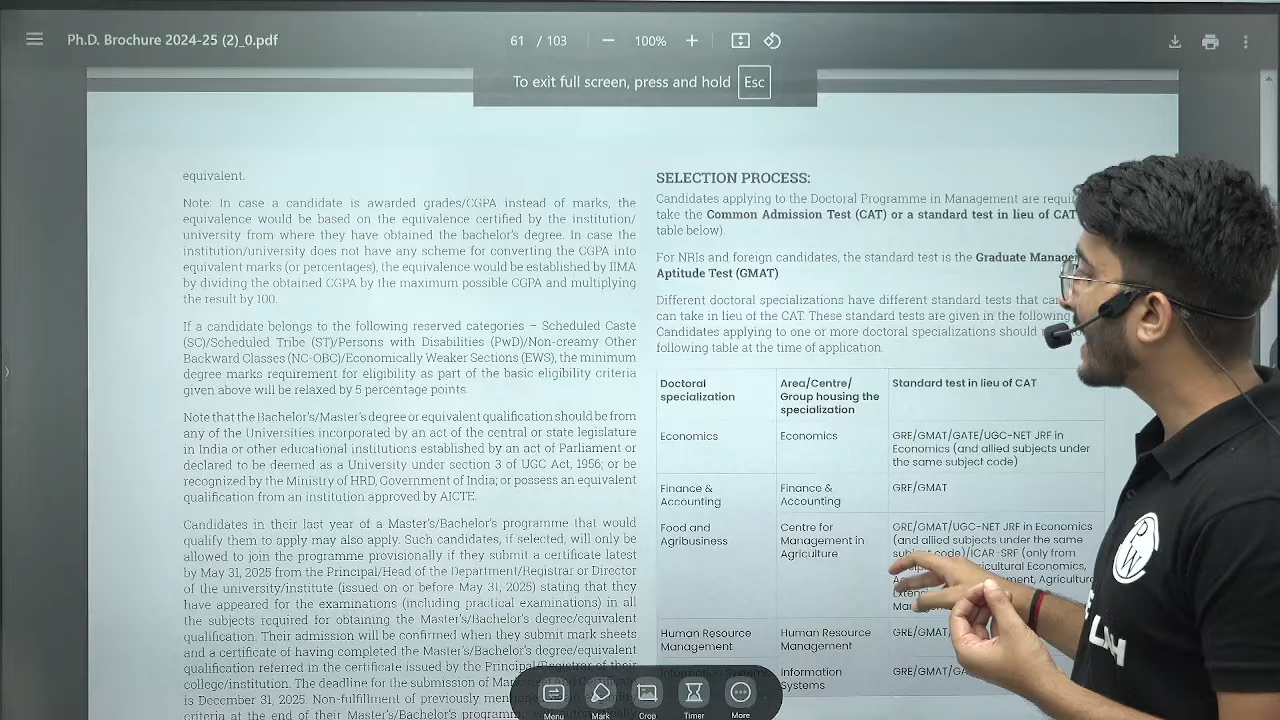 Ph.D. Brochure 2024-25 (2)_0.pdf
61 / 103
100%
To exit full screen, press and hold Esc
equivalent.
Note: In case a candidate is awarded grades/CGPA instead of marks, the
equivalence would be based on the equivalence certified by the institution/
university from where they have obtained the bachelor's degree. In case the
institution/university does not have any scheme for converting the CGPA into
equivalent marks (or percentages), the equivalence would be established by IIMA
by dividing the obtained CGPA by the maximum possible CGPA and multiplying
the result by 100.
If a candidate belongs to the following reserved categories – Scheduled Caste
(SC)/Scheduled Tribe (ST)/Persons with Disabilities (PwD)/Non-creamy Other
Backward Classes (NC-OBC)/Economically Weaker Sections (EWS), the minimum
degree marks requirement for eligibility as part of the basic eligibility criteria
given above will be relaxed by 5 percentage points.
Note that the Bachelor's/Master's degree or equivalent qualification should be from
any of the Universities incorporated by an act of the central or state legislature
in India or other educational institutions established by an act of Parliament or
declared to be deemed as a University under section 3 of UGC Act, 1956; or be
recognized by the Ministry of HRD, Government of India; or possess an equivalent
qualification from an institution approved by AICTE.
Candidates in their last year of a Master's/Bachelor's programme that would
qualify them to apply may also apply. Such candidates, if selected, will only be
allowed to join the programme provisionally if they submit a certificate latest
by May 31, 2025 from the Principal/Head of the Department/Registrar or Director
of the university/institute (issued on or before May 31, 2025) stating that they
have appeared for the examinations (including practical examinations) in all
the subjects required for obtaining the Master's/Bachelor's degree/equivalent
qualification. Their admission will be confirmed when they submit mark sheets
and a certificate of having completed the Master's/Bachelor's degree/equivalent
qualification referred in the certificate issued by the Principal/Registrar of their
college/institution. The deadline for the submission of
is December 31, 2025. Non-fulfillment of previously
criteria at the end of their Master's/Bachelor's
SELECTION PROCESS:
Candidates applying to the Doctoral Programme in Management are
take the Common Admission Test (CAT) or a standard test in lieu of CAT
table below).
For NRIs and foreign candidates, the standard test is the Graduate
Aptitude Test (GMAT)
Different doctoral specializations have different standard tests that
can take in lieu of the CAT. These standard tests are given in the following
Candidates applying to one or more doctoral specializations should
following table at the time of application.
Doctoral specialization
Area/Centre/ Group housing the specialization
Standard test in lieu of CAT
Economics
Economics
GRE/GMAT/GATE/UGC-NET JRF in
Economics (and allied subjects under
the same subject code)
Finance & Accounting
Finance & Accounting
GRE/GMAT
Food and Agribusiness
Centre for Management in Agriculture
GRE/GMAT/UGC-NET JRF in Economics
(and allied subjects under the same
subject code)/ICAR-SRF (only from
Human Resource Management
Human Resource Management
Information Systems
Information Systems
Menu
Mark
Crop
Timer
More
PW